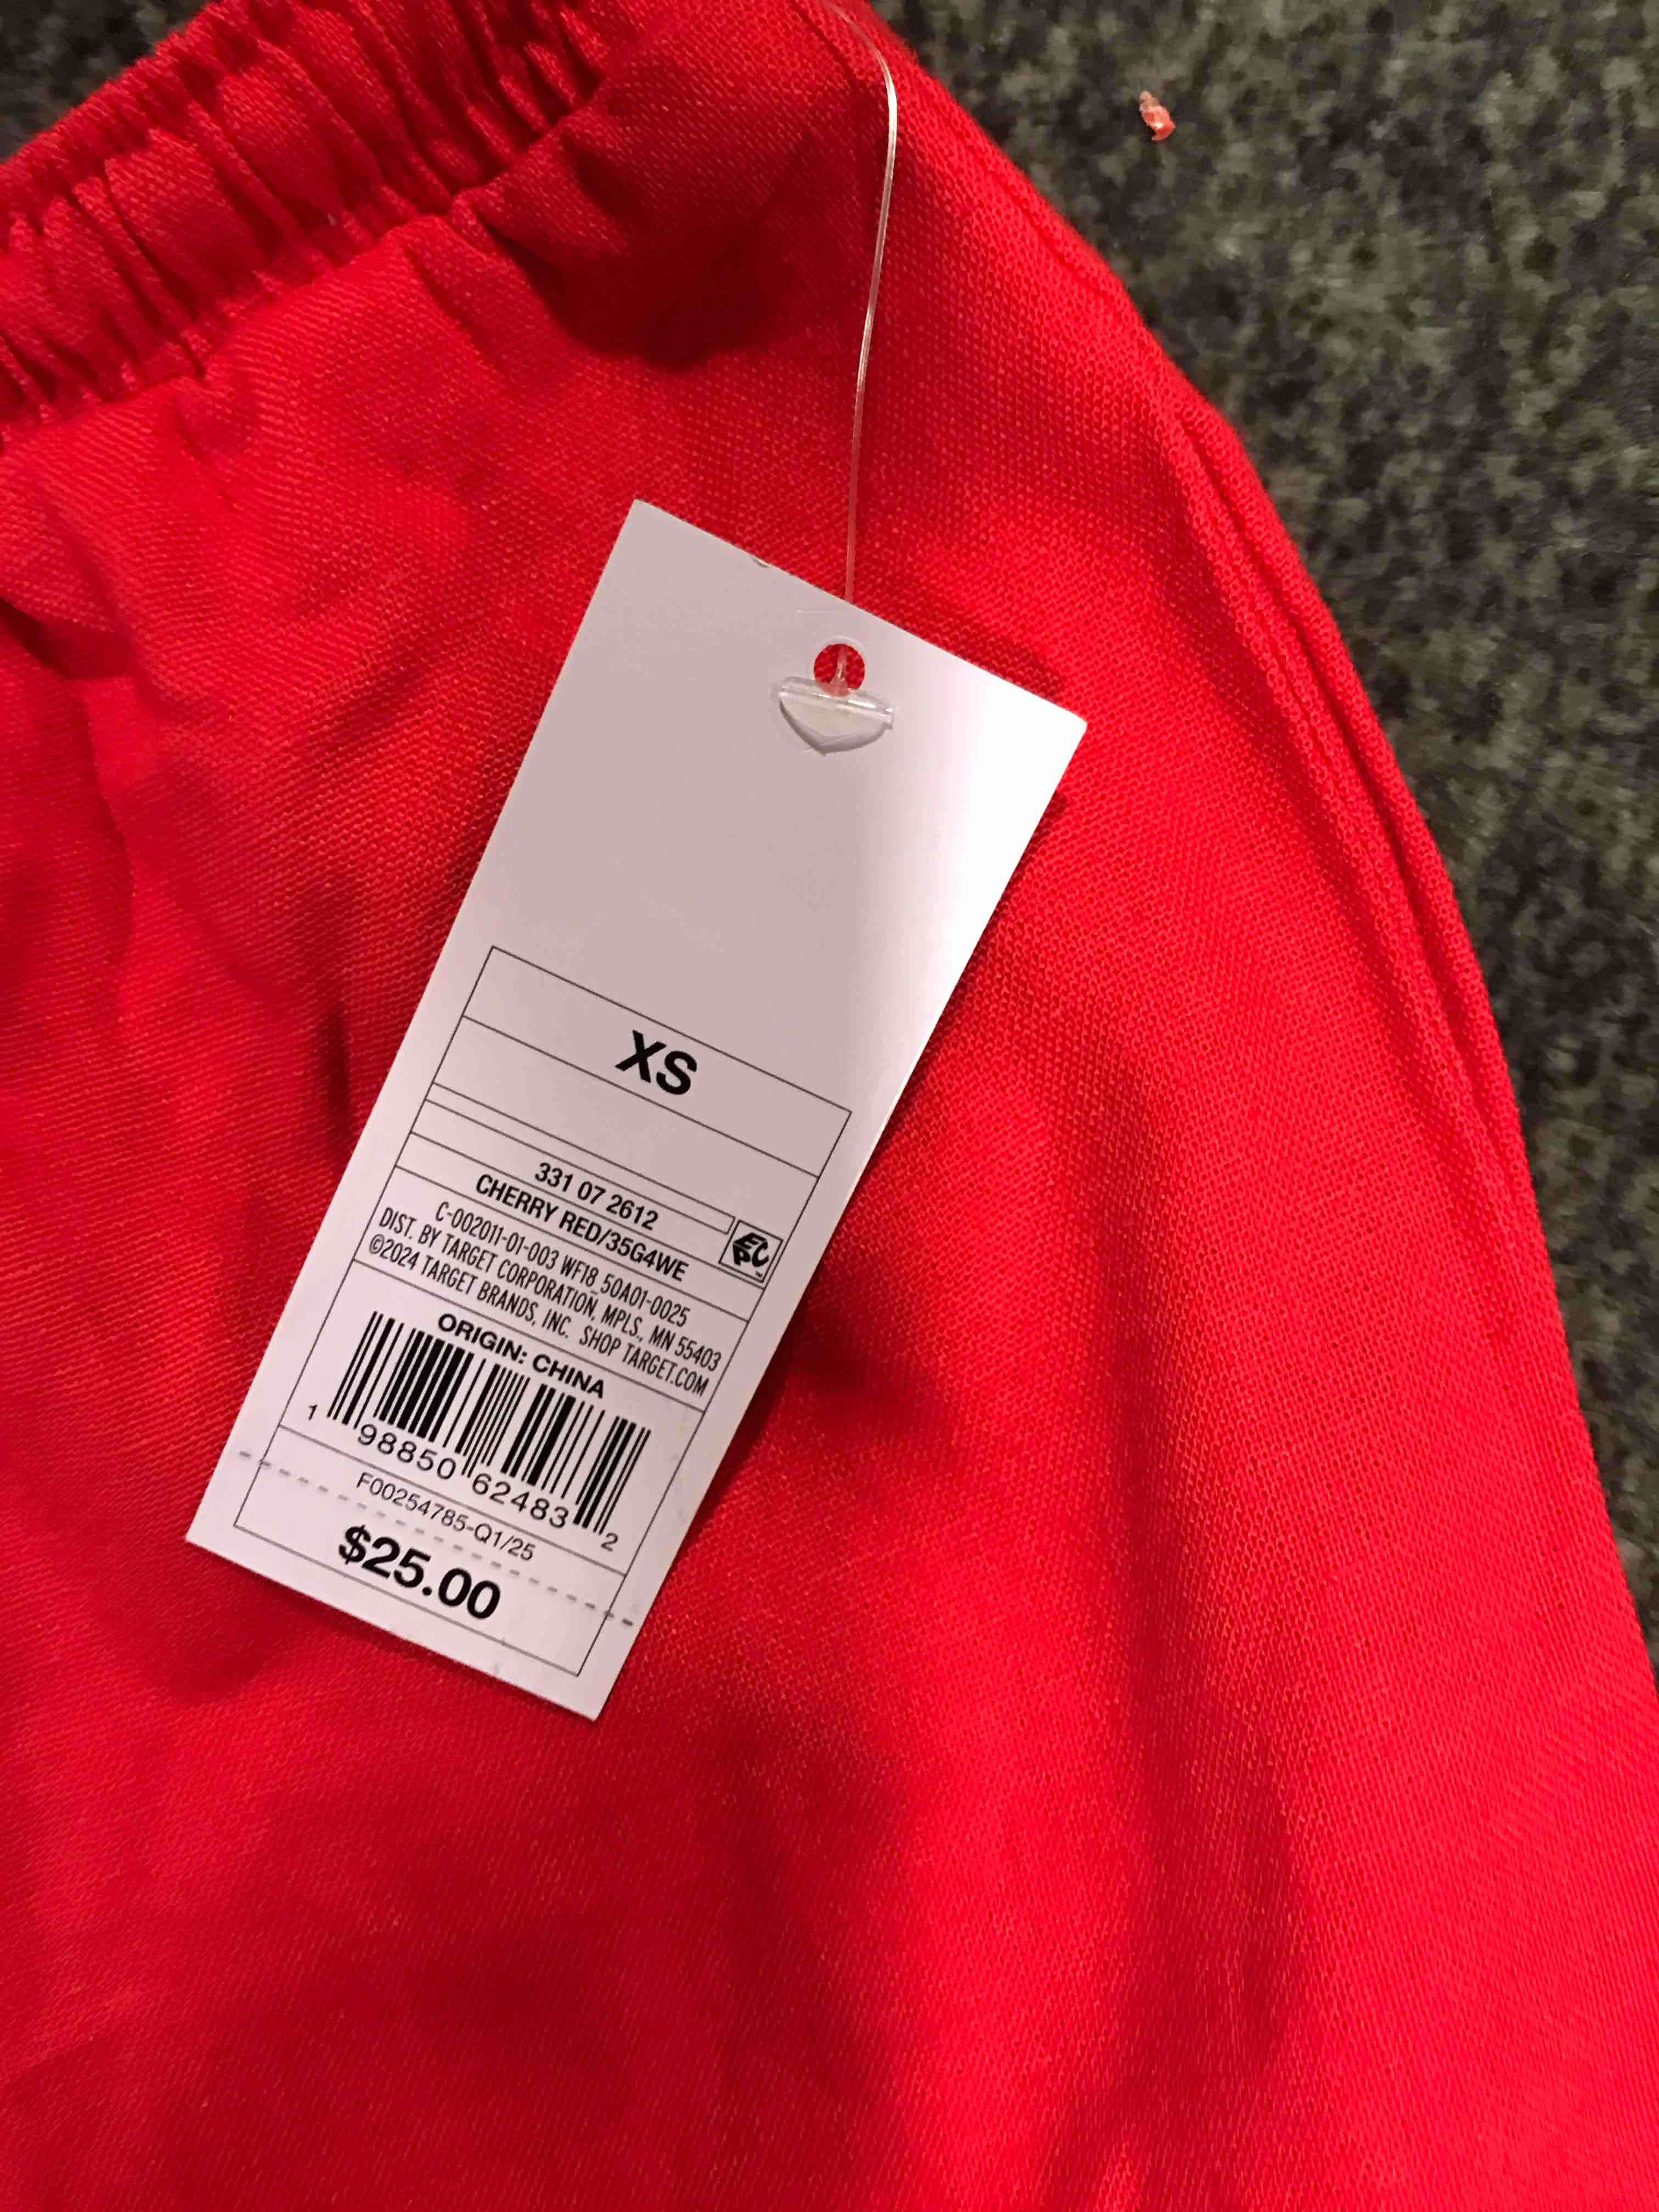 XS
331 07 2612
CHERRY RED/35G4WE
C-002011-01-003 WF18_50A01-0025
DIST. BY TARGET CORPORATION, MPLS., MN 55403
©2024 TARGET BRANDS, INC. SHOP TARGET.COM
EPC™
ORIGIN: CHINA
1 98850 62483 2
F00254785-Q1/25
$25.00